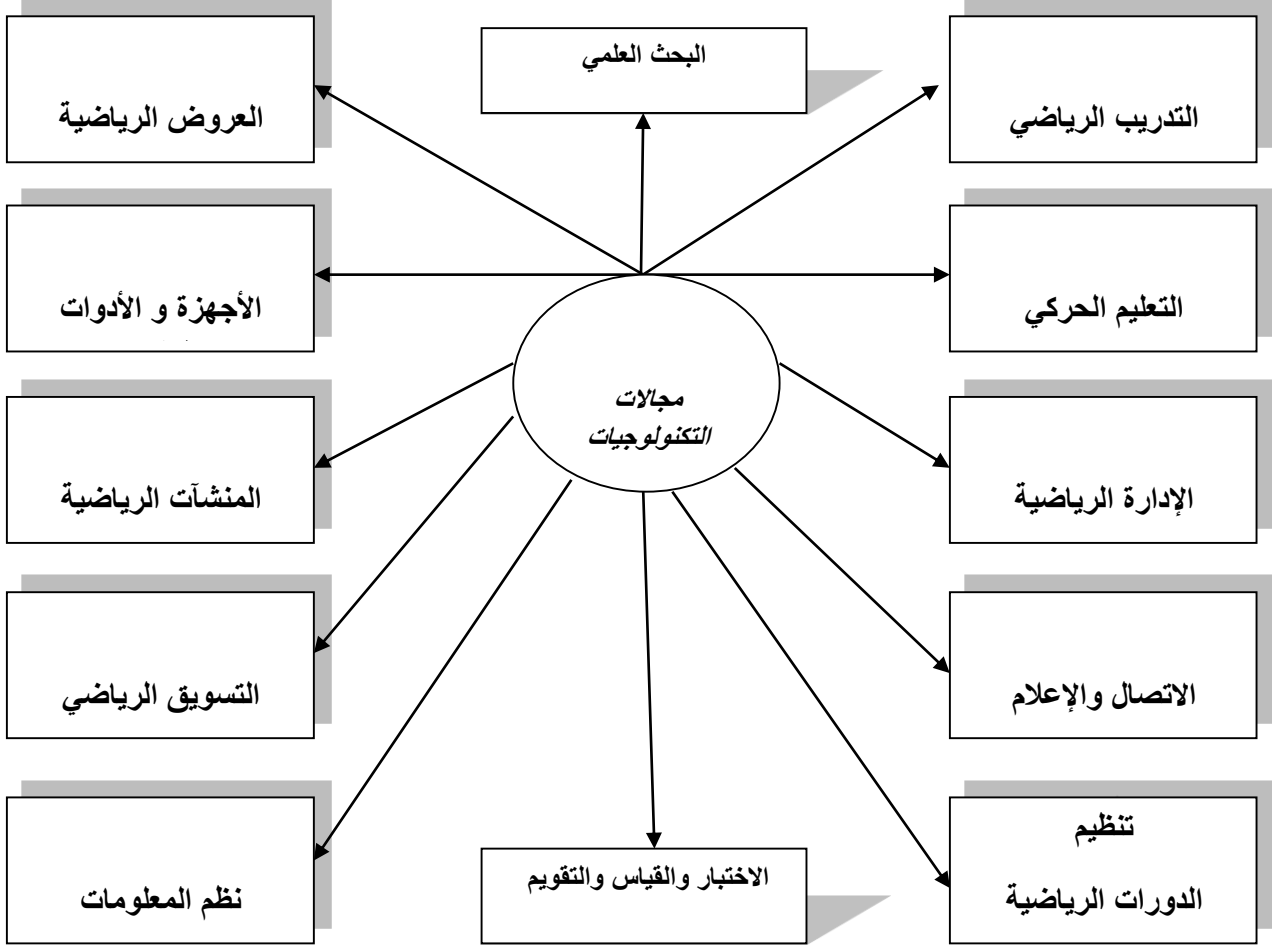 البحث العلمي
التدريب الرياضي
العروض الرياضية
التعليم الحركي
الأجهزة و الأدوات
مجالات
التكنولوجيات
الإدارة الرياضية
المنشآت الرياضية
الاتصال والإعلام
التسويق الرياضي
تنظيم
الدورات الرياضية
الاختبار والقياس والتقويم
نظم المعلومات